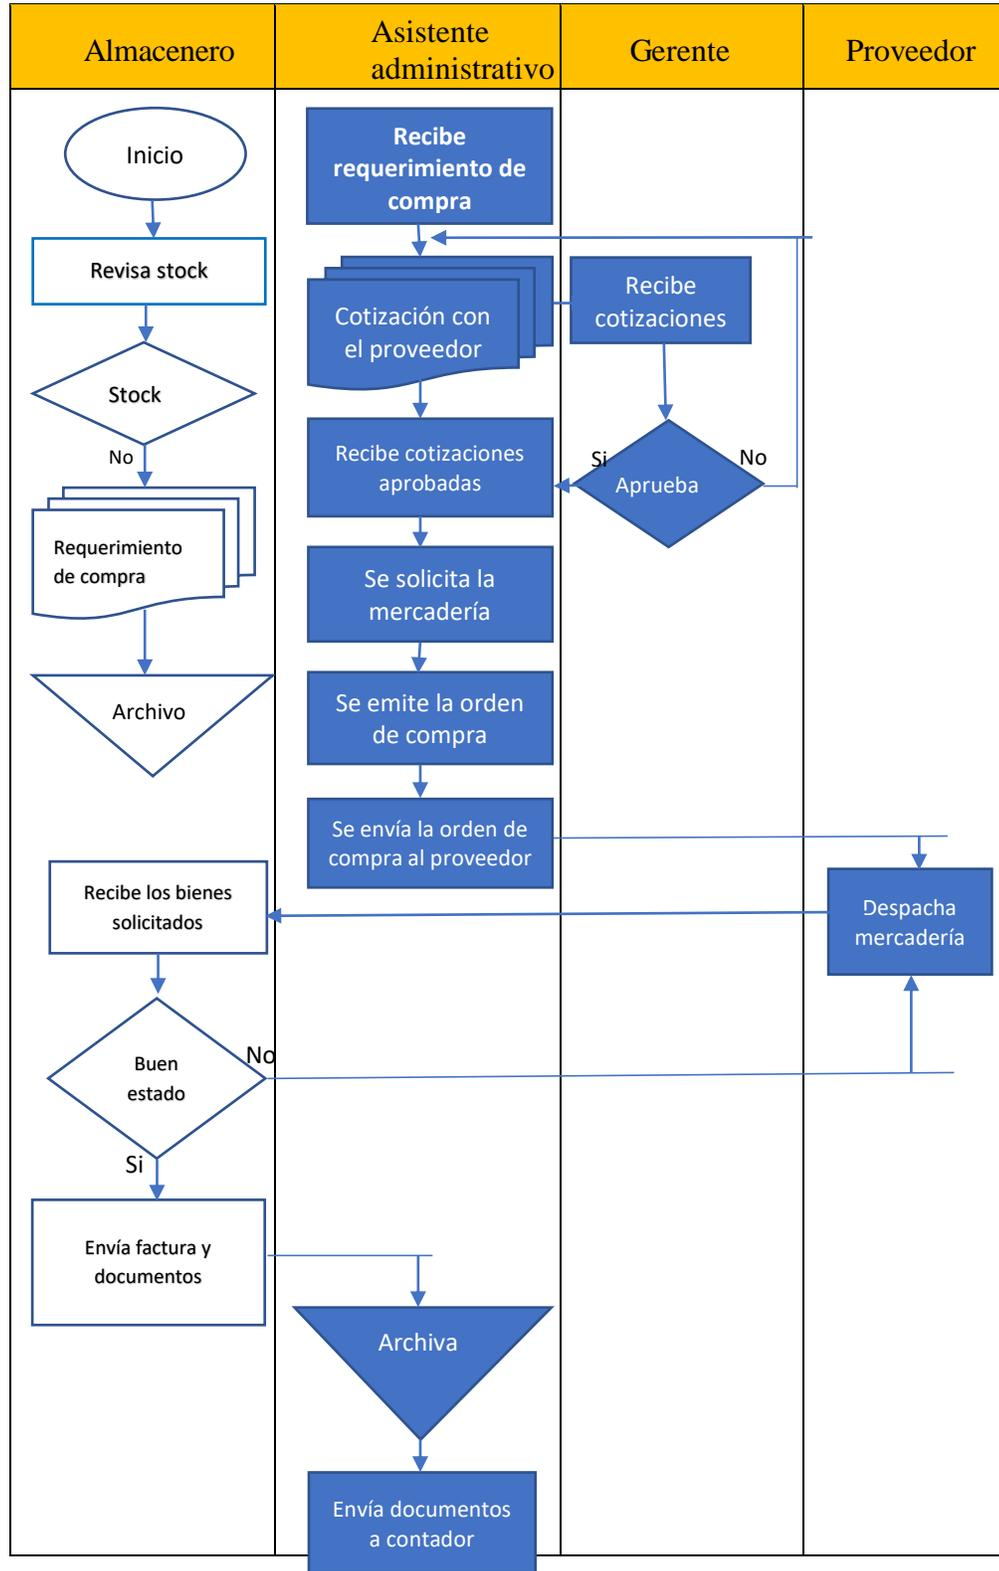 Almacenero
Asistente
administrativo
Gerente
Proveedor
Inicio
Recibe
requerimiento de
compra
Revisa stock
Recibe
cotizaciones
Cotización con
el proveedor
Stock
No
Recibe cotizaciones
aprobadas
Si
No
Aprueba
Requerimiento
de compra
Se solicita la
mercadería
Archivo
Se emite la orden
de compra
Se envía la orden de
compra al proveedor
Recibe los bienes
solicitados
Despacha
mercadería
Buen
estado
No
Si
Envía factura y
documentos
Archiva
Envía documentos
a contador